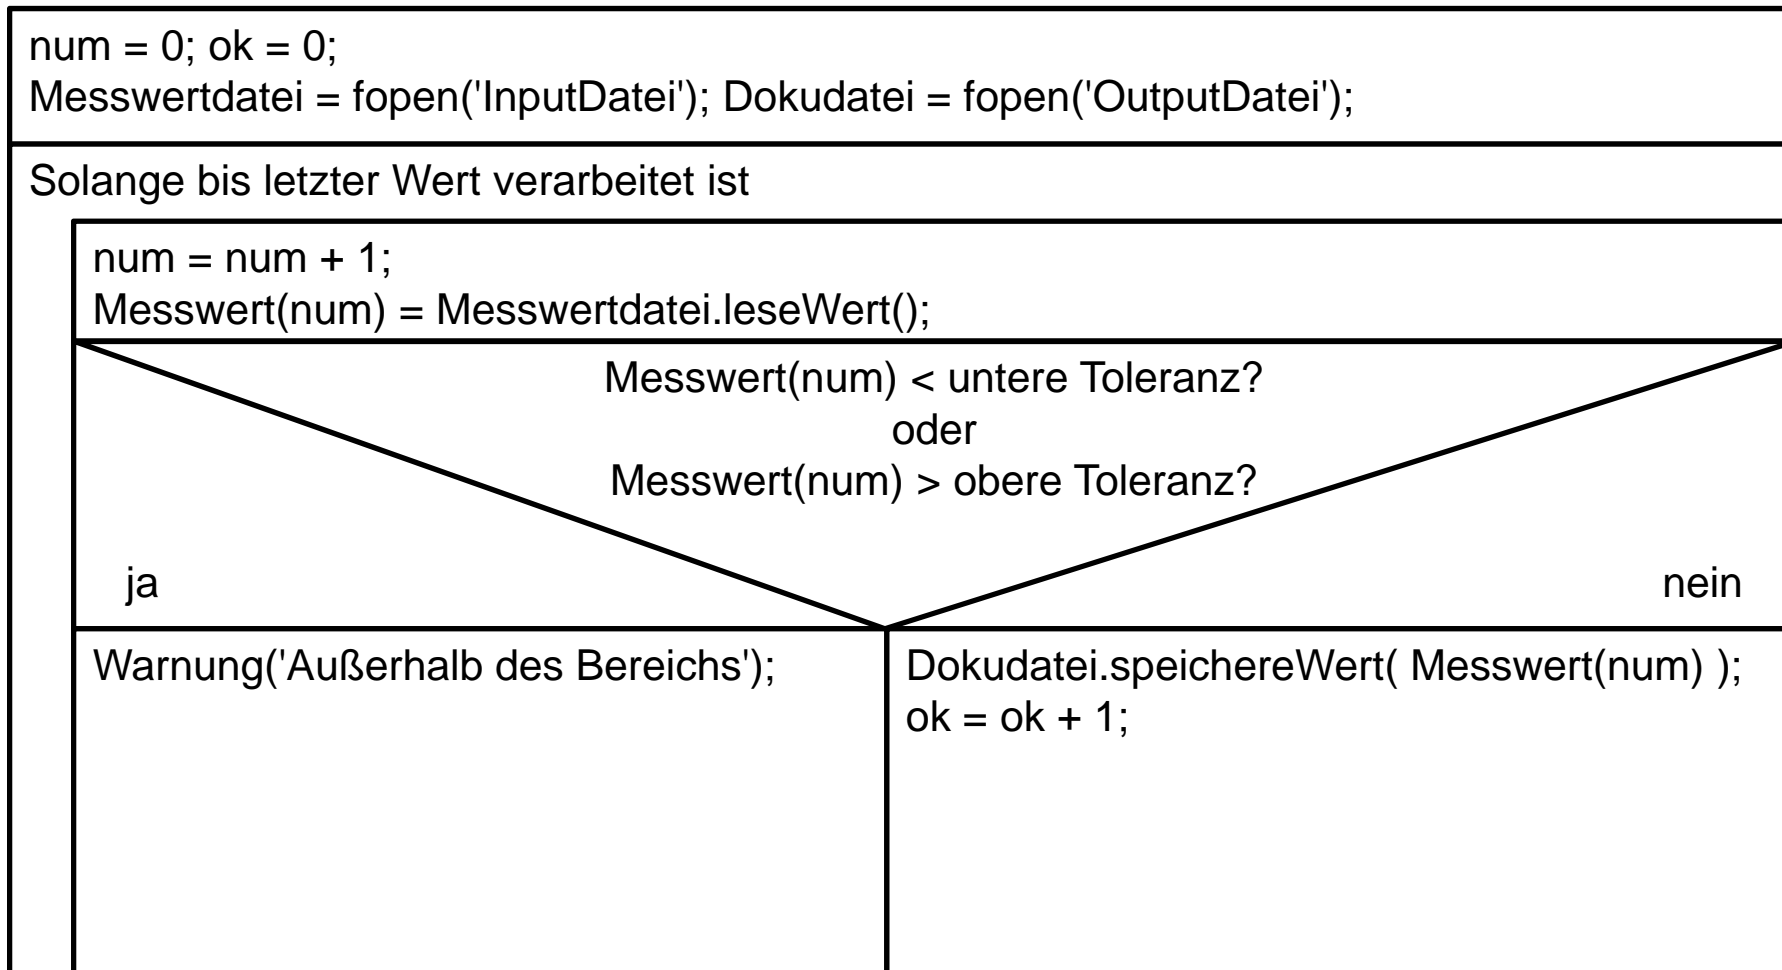 num = 0; ok = 0;
Messwertdatei = fopen('InputDatei'); Dokudatei = fopen('OutputDatei');
Solange bis letzter Wert verarbeitet ist
num = num + 1;
Messwert(num) = Messwertdatei.leseWert();
Messwert(num) < untere Toleranz?
oder
Messwert(num) > obere Toleranz?
ja
nein
Warnung('Außerhalb des Bereichs');
Dokudatei.speichereWert( Messwert(num) );
ok = ok + 1;